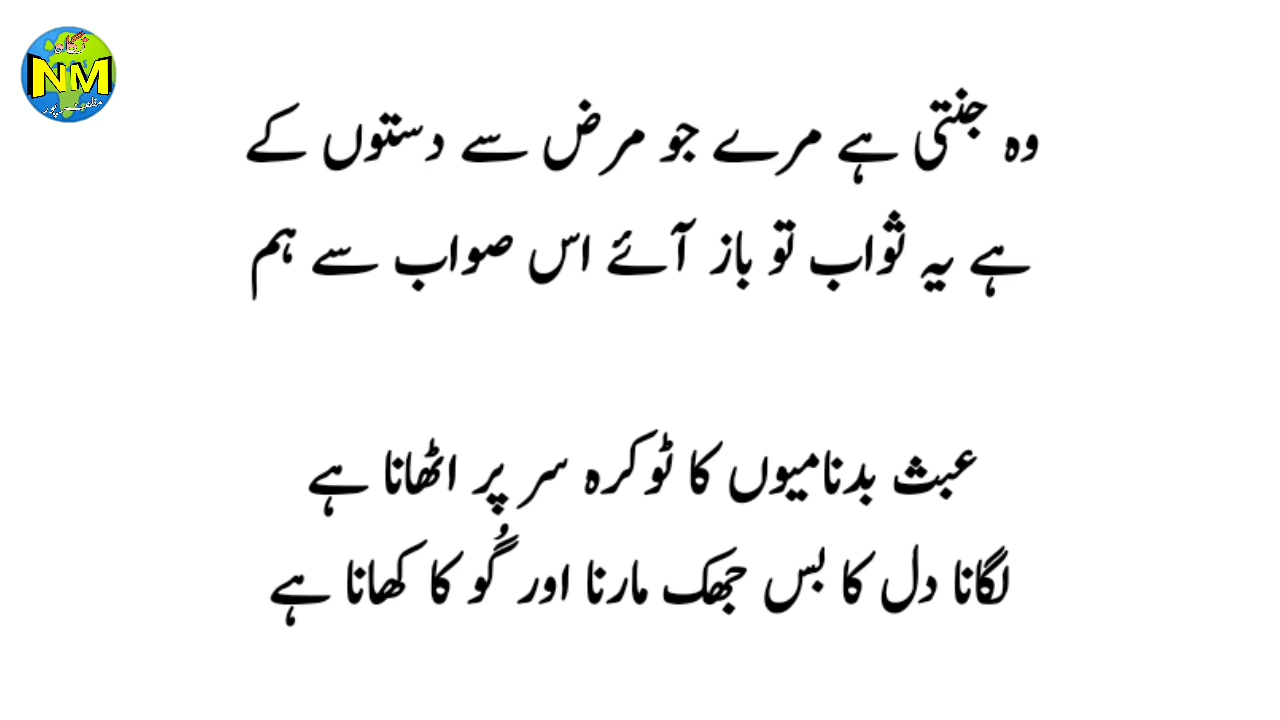 NM
وہ جنتی ہے مرے جو مرض سے دستوں کے
ہے یہ ثواب تو باز آئے اس صواب سے ہم
عبث بدنامیوں کا ٹوکرہ سر پر اٹھانا ہے
لگانا دل کا بس جھک مارنا اور گُو کا کھانا ہے